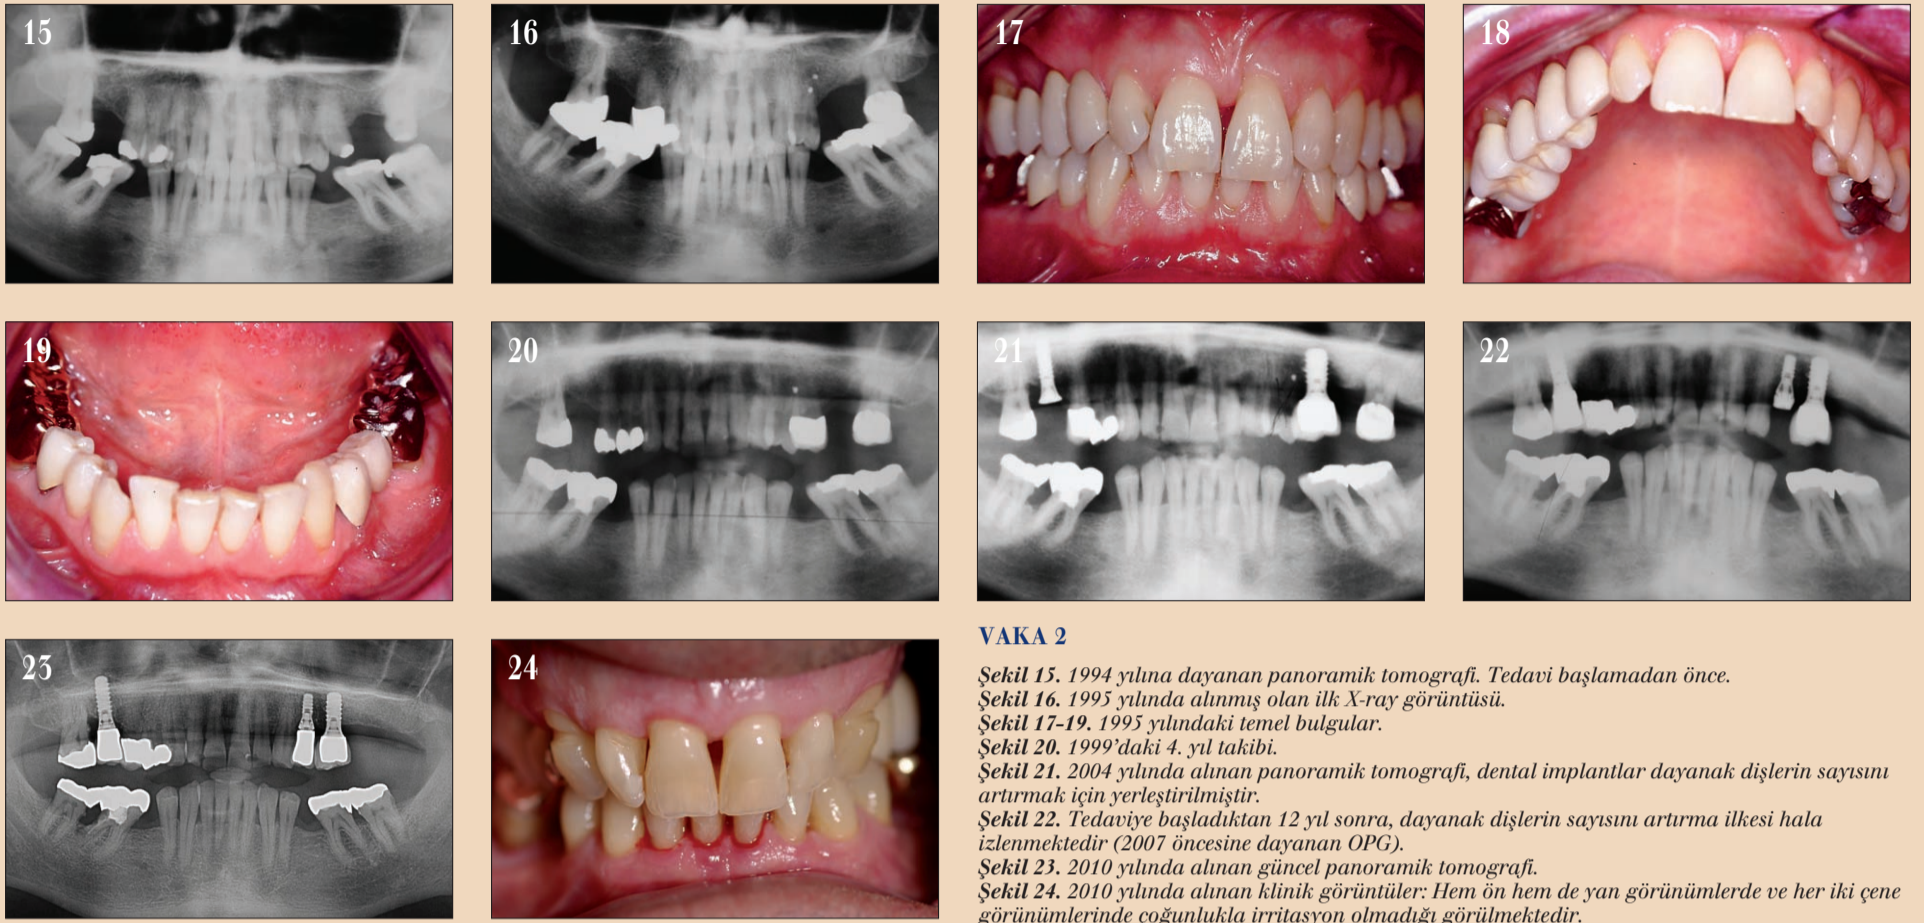 15
16
17
18
19
20
21
22
23
24
VAKA 2
Şekil 15. 1994 yılına dayanan panoramik tomografi. Tedavi başlamadan önce.
Şekil 16. 1995 yılında alınmış olan ilk X-ray görüntüsü.
Şekil 17-19. 1995 yılındaki temel bulgular.
Şekil 20. 1999’daki 4. yıl takibi.
Şekil 21. 2004 yılında alınan panoramik tomografi, dental implantlar dayanak dişlerin sayısını
artırmak için yerleştirilmiştir.
Şekil 22. Tedaviye başladıktan 12 yıl sonra, dayanak dişlerin sayısını artırma ilkesi hala
izlenmektedir (2007 öncesine dayanan OPG).
Şekil 23. 2010 yılında alınan güncel panoramik tomografi.
Şekil 24. 2010 yılında alınan klinik görüntüler: Hem ön hem de yan görünümlerde ve her iki çene
görünümlerinde çoğunlukla irritasyon olmadığı görülmektedir.